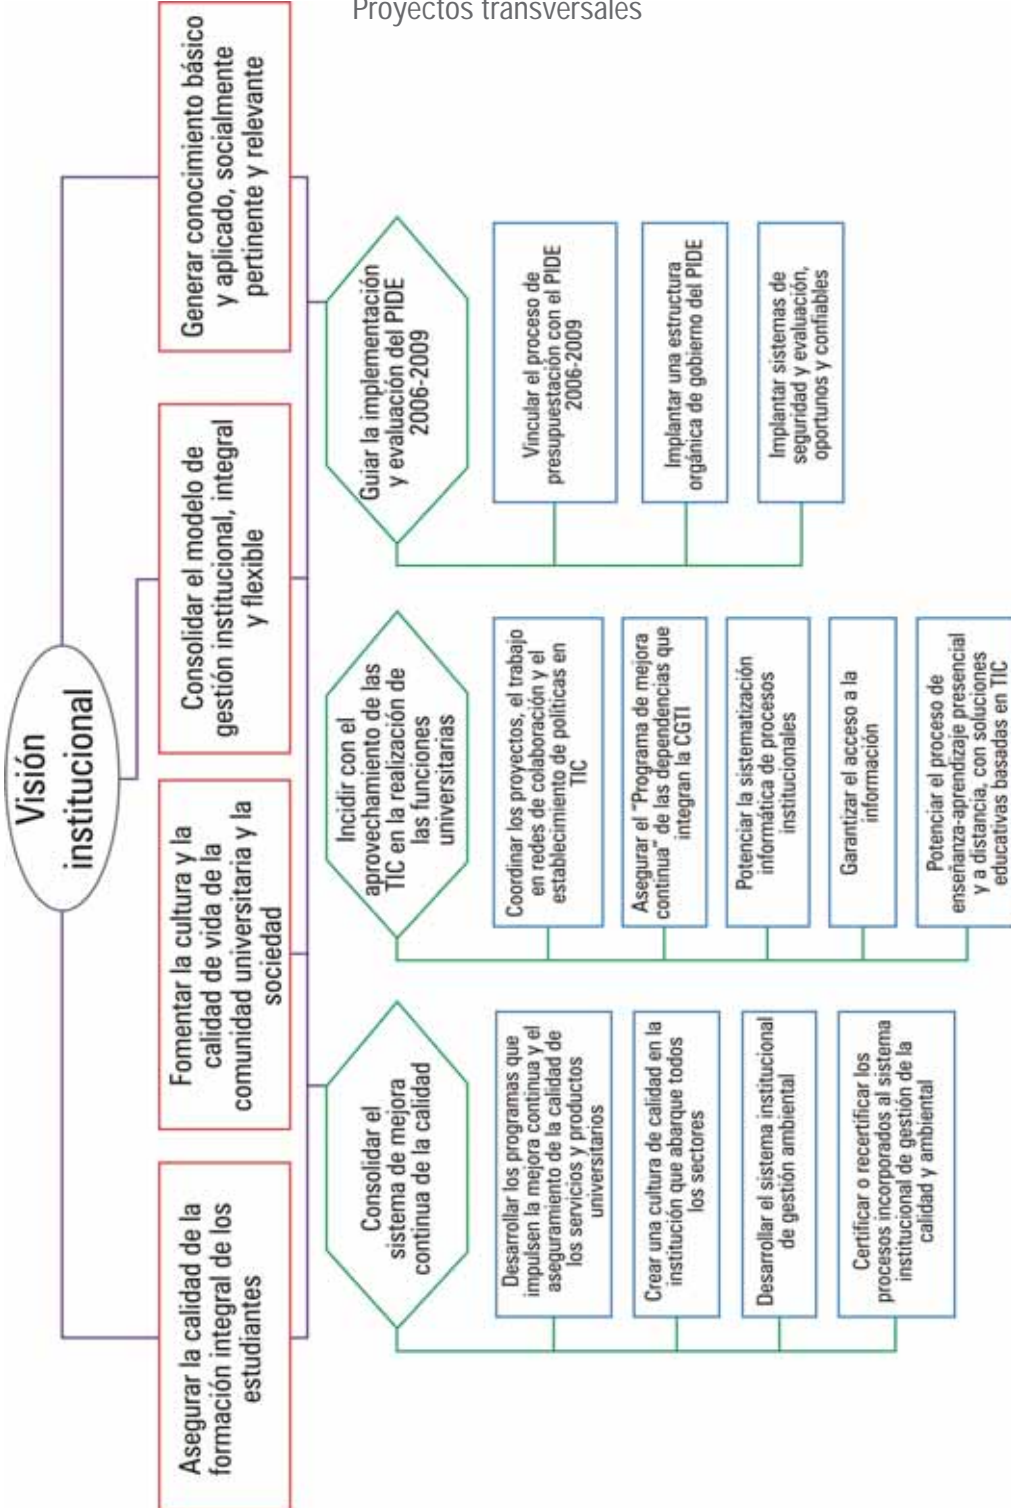 Proyectos transversales
Visión
institucional
Asegurar la calidad de la
formación integral de los
estudiantes
Fomentar la cultura y la
calidad de vida de la
comunidad universitaria y la
sociedad
Consolidar el modelo de
gestión institucional, integral
y flexible
Generar conocimiento básico
y aplicado, socialmente
pertinente y relevante
Consolidar el
sistema de mejora
continua de la calidad
Desarrollar los programas que
impulsen la mejora continua y el
aseguramiento de la calidad de
los servicios y productos
universitarios
Crear una cultura de calidad en la
institución que abarque todos
los sectores
Desarrollar el sistema institucional
de gestión ambiental
Certificar o recertificar los
procesos incorporados al sistema
institucional de gestión de la
calidad y ambiental
Incidir con el
aprovechamiento de las
TIC en la realización de
las funciones
universitarias
Coordinar los proyectos, el trabajo
en redes de colaboración y el
establecimiento de políticas en
TIC
Asegurar el "Programa de mejora
continua" de las dependencias que
integran la CGTI
Potenciar la sistematización
informática de procesos
institucionales
Garantizar el acceso a la
información
Potenciar el proceso de
enseñanza-aprendizaje presencial
y a distancia, con soluciones
educativas basadas en TIC
Guiar la implementación
y evaluación del PIDE
2006-2009
Vincular el proceso de
presupuestación con el PIDE
2006-2009
Implantar una estructura
orgánica de gobierno del PIDE
Implantar sistemas de
seguridad y evaluación,
oportunos y confiables